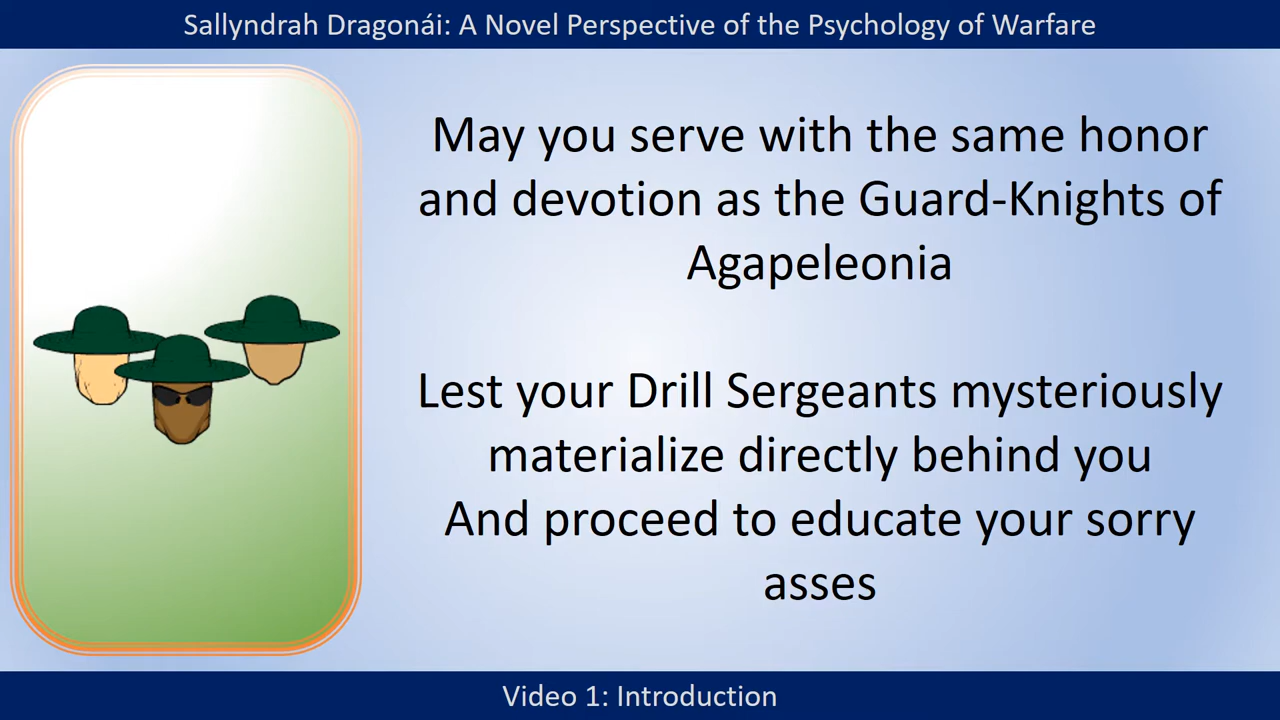 Sallyndrah Dragonái: A Novel Perspective of the Psychology of Warfare
May you serve with the same honor
and devotion as the Guard-Knights of
Agapeleonia
Lest your Drill Sergeants mysteriously
materialize directly behind you
And proceed to educate your sorry
asses
Video 1: Introduction